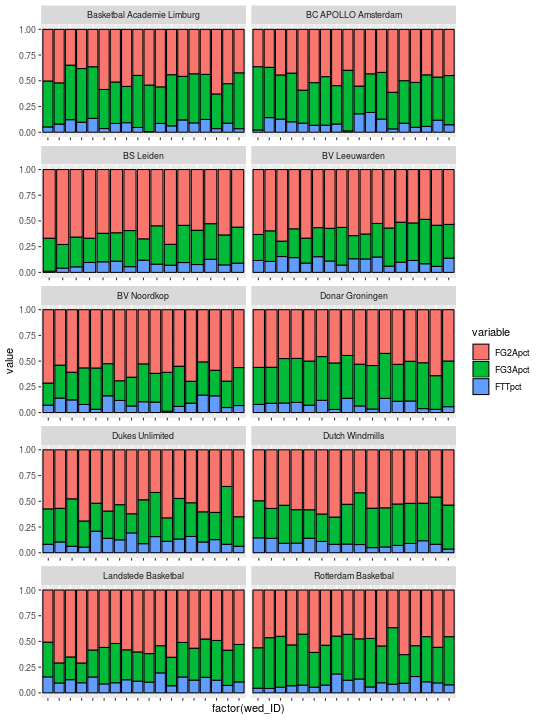 Basketbal Academie Limburg BC APOLLO Amsterdam
1.00
0.75
0.50
0.25
0.00
BS Leiden BV Leeuwarden
1.00
0.75
0.50
0.25
0.00
BV Noordkop Donar Groningen
1.00
0.75
0.50
0.25
0.00
Dukes Unlimited Dutch Windmills
1.00
0.75
0.50
0.25
0.00
Landstede Basketbal Rotterdam Basketbal
1.00
0.75
0.50
0.25
0.00
value
factor(wed_ID)
variable
FG2Apct
FG3Apct
FTTpct